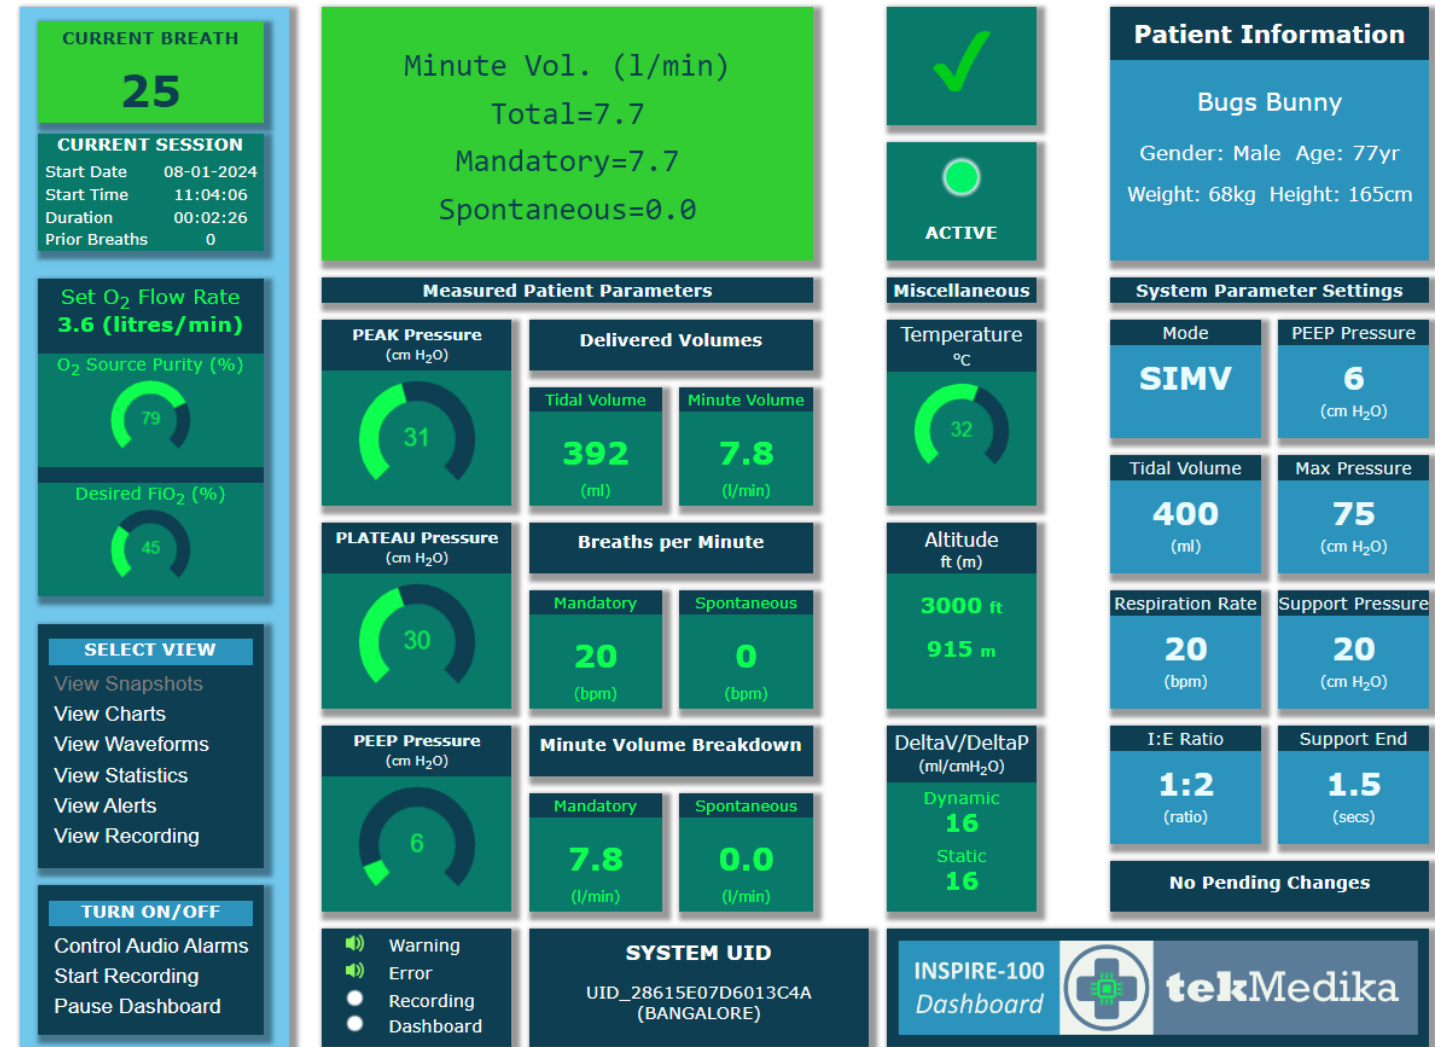 CURRENT BREATH
25
CURRENT SESSION
Start Date 08-01-2024
Start Time 11:04:06
Duration 00:02:26
Prior Breaths 0
Set O₂ Flow Rate
3.6 (litres/min)
O₂ Source Purity (%)
79
Desired FiO₂ (%)
45
SELECT VIEW
View Snapshots
View Charts
View Waveforms
View Statistics
View Alerts
View Recording
TURN ON/OFF
Control Audio Alarms
Start Recording
Pause Dashboard
Minute Vol. (l/min)
Total=7.7
Mandatory=7.7
Spontaneous=0.0
Measured Patient Parameters
PEAK Pressure
(cm H₂O)
31
PLATEAU Pressure
(cm H₂O)
30
PEEP Pressure
(cm H₂O)
6
Delivered Volumes
Tidal Volume
392
(ml)
Minute Volume
7.8
(l/min)
Breaths per Minute
Mandatory
20
(bpm)
Spontaneous
0
(bpm)
Minute Volume Breakdown
Mandatory
7.8
(l/min)
Spontaneous
0.0
(l/min)
Warning
Error
Recording
Dashboard
SYSTEM UID
UID_28615E07D6013C4A
(BANGALORE)
ACTIVE
Miscellaneous
Temperature
ºC
32
Altitude
ft (m)
3000 ft
915 m
DeltaV/DeltaP
(ml/cmH₂O)
Dynamic
16
Static
16
Patient Information
Bugs Bunny
Gender: Male Age: 77yr
Weight: 68kg Height: 165cm
System Parameter Settings
Mode
SIMV
PEEP Pressure
6
(cm H₂O)
Tidal Volume
400
(ml)
Max Pressure
75
(cm H₂O)
Respiration Rate
20
(bpm)
Support Pressure
20
(cm H₂O)
I:E Ratio
1:2
(ratio)
Support End
1.5
(secs)
No Pending Changes
INSPIRE-100
Dashboard
tekMedika